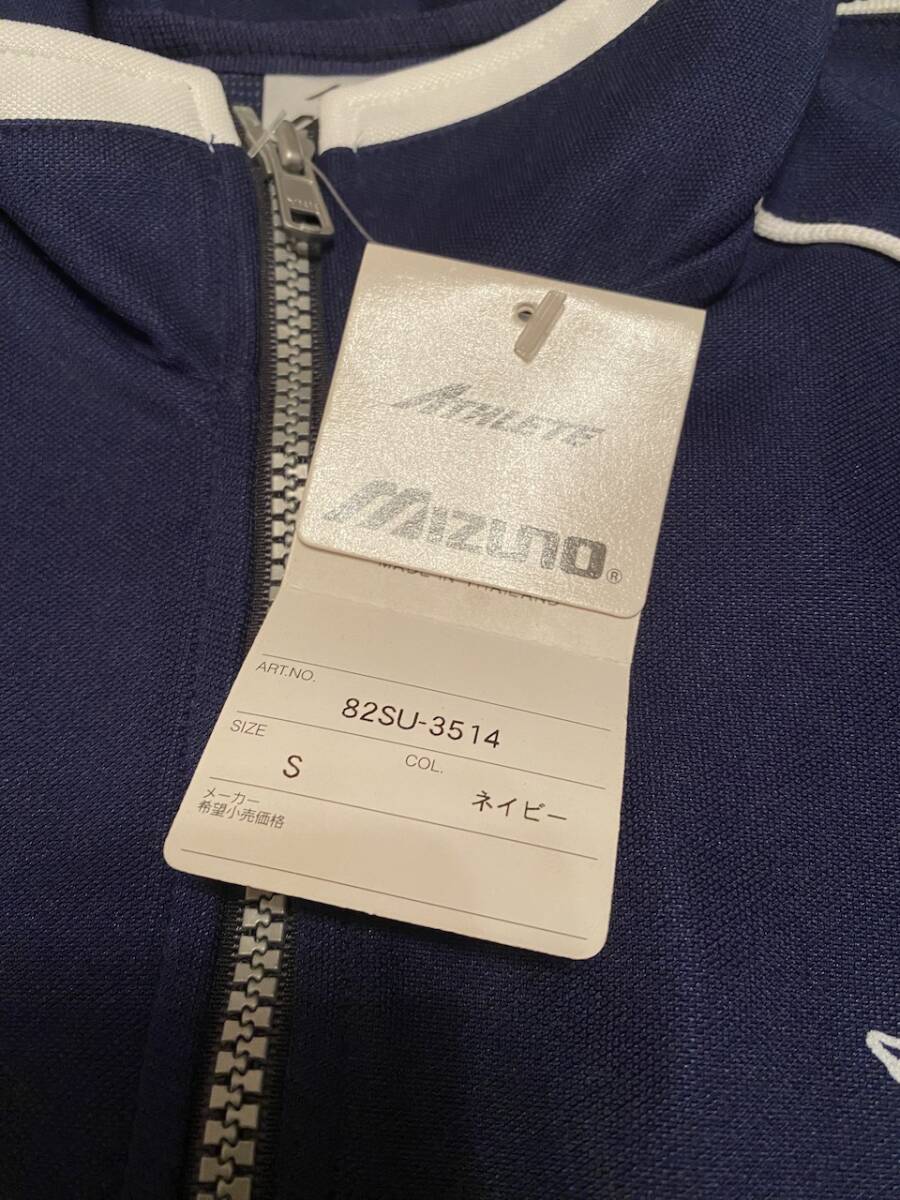 ATHLETE
MIZUNO®
MADE IN THAILAND
ART.NO.
82SU-3514
SIZE
S
COL.
ネイビー
メーカー
希望小売価格